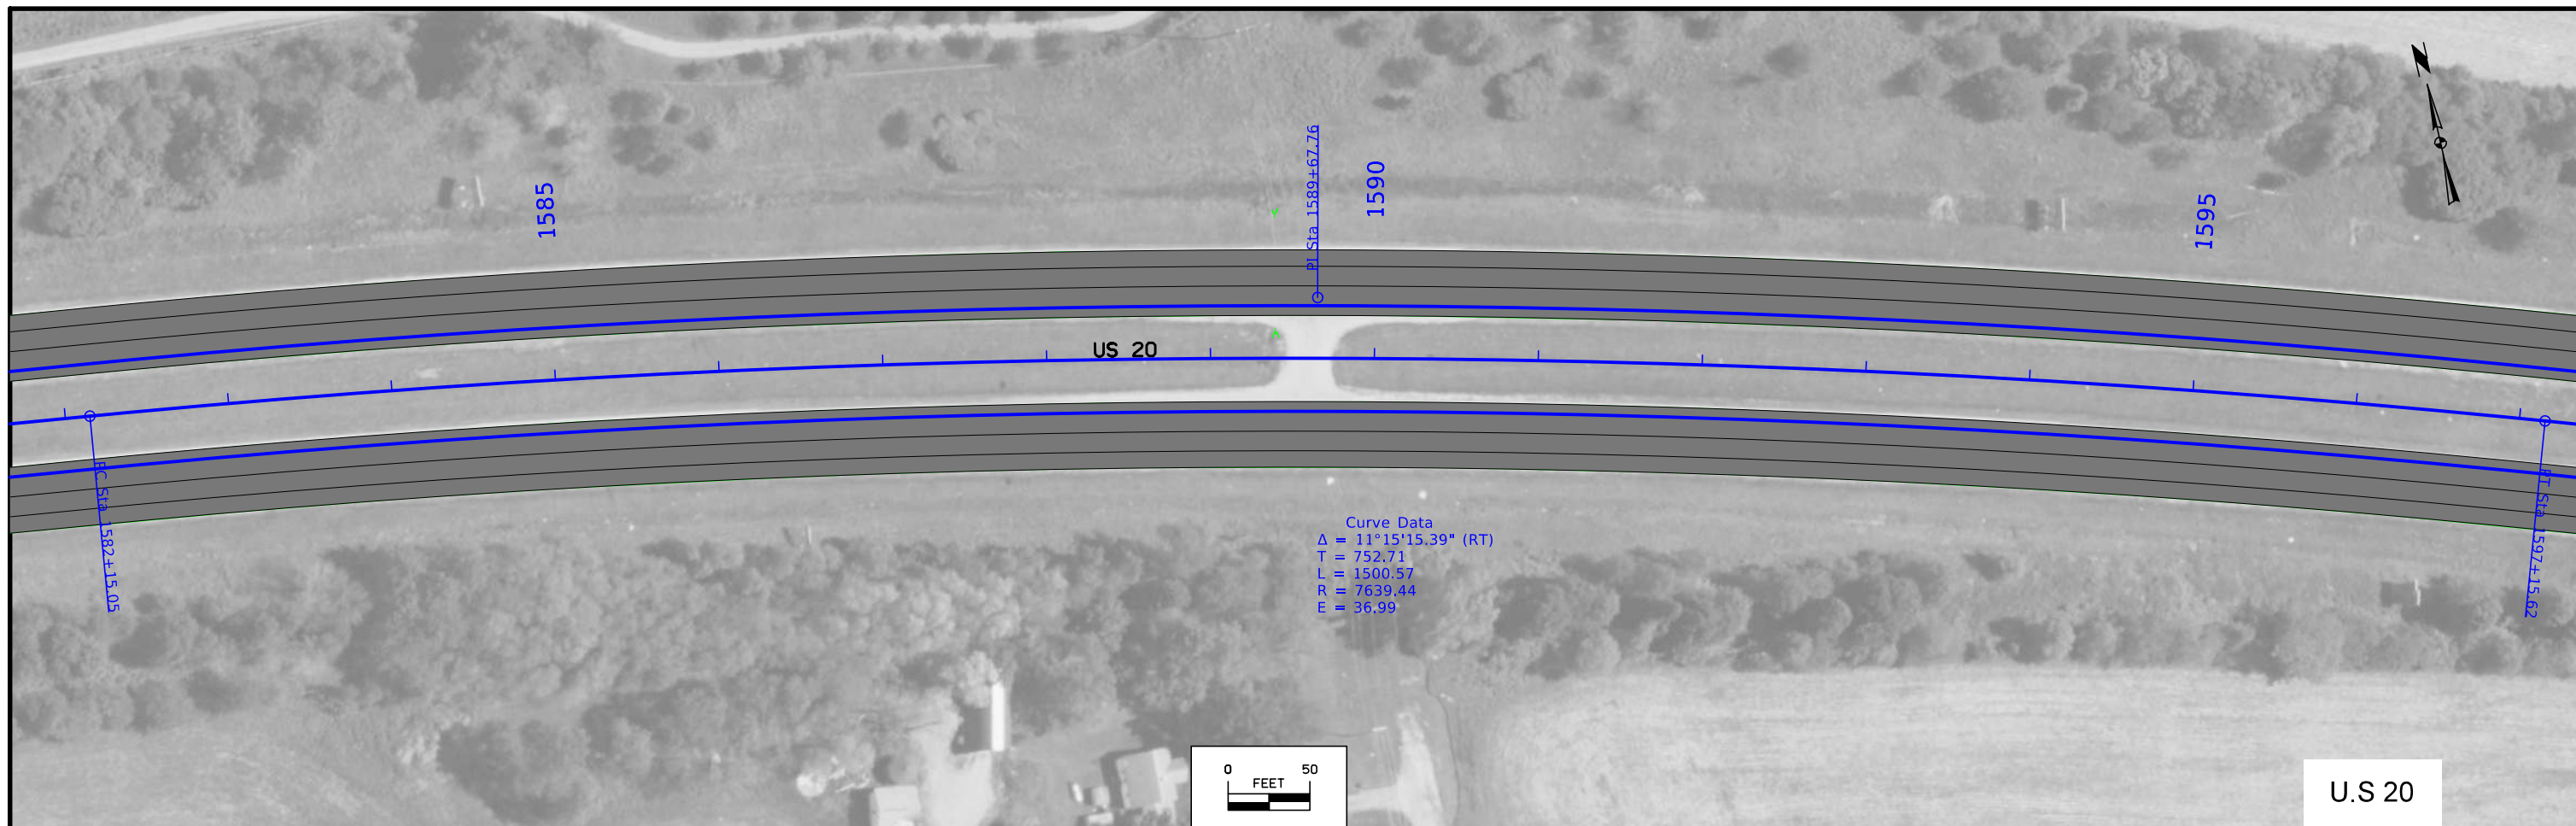 PI Sta 1589+67.76
1585
1590
1595
US 20
PC Sta 1582+15.05
PT Sta 1597+15.62
Curve Data
Δ = 11°15'15.39" (RT)
T = 752.71
L = 1500.57
R = 7639.44
E = 36.99
0 50
FEET
U.S 20